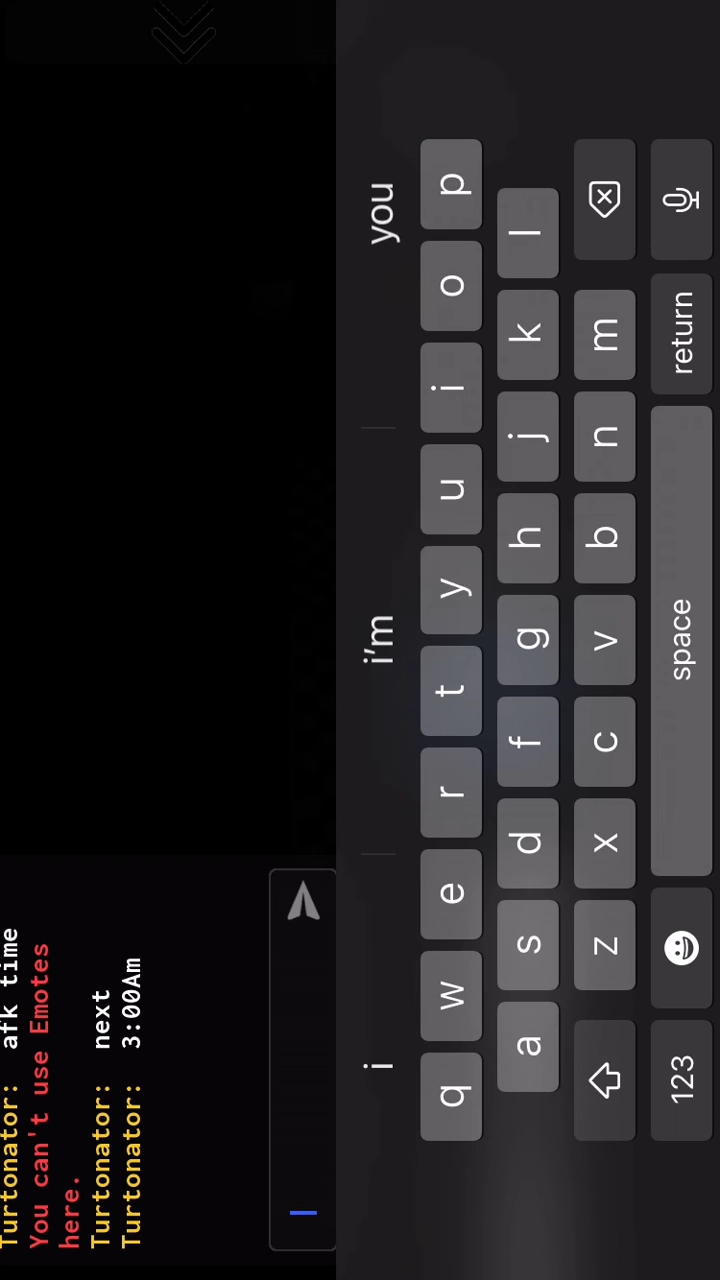 Turtonator: afk time
You can't use Emotes
here.
Turtonator: next
Turtonator: 3:00Am
i i'm you
q w e r t y u i o p
a s d f g h j k l
z x c v b n m
123 space return